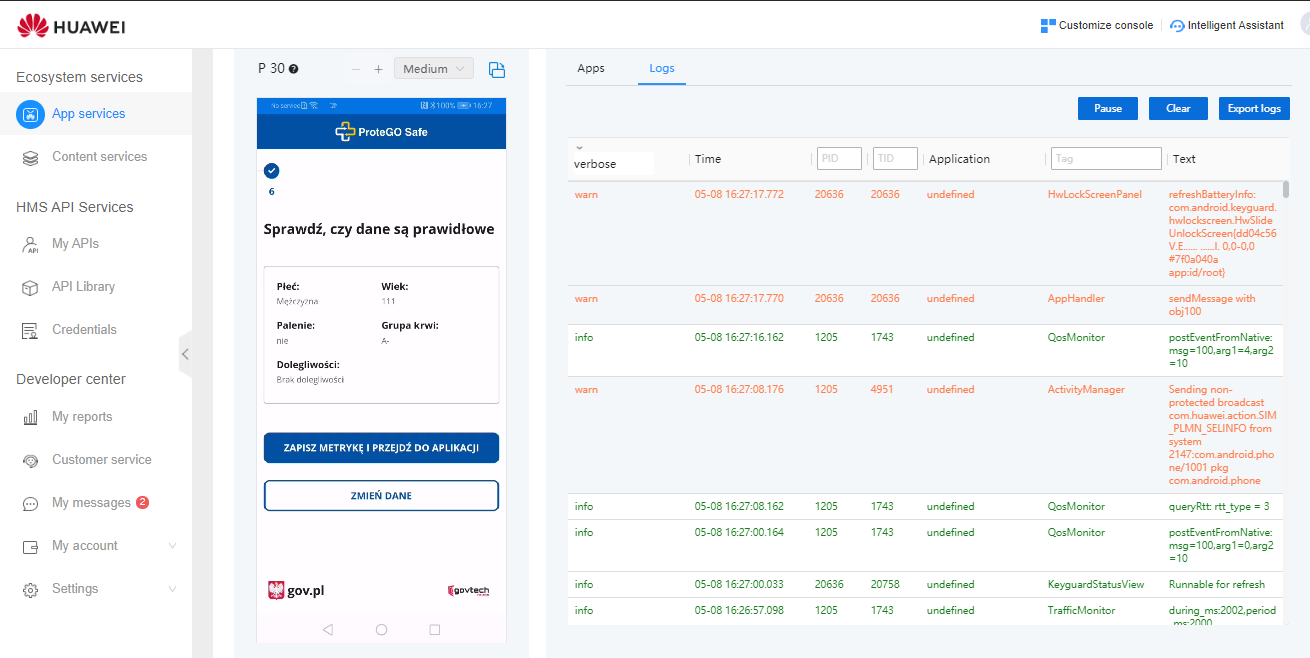 HUAWEI
Customize console
Intelligent Assistant
Ecosystem services
App services
Content services
HMS API Services
My APIs
API Library
Credentials
Developer center
My reports
Customer service
My messages 2
My account
Settings
P 30 ?
− + Medium
No service
100% 16:27
ProteGO Safe
6
Sprawdź, czy dane są prawidłowe
Płeć: Wiek:
Mężczyzna 111
Palenie: Grupa krwi:
nie A-
Dolegliwości:
Brak dolegliwości
ZAPISZ METRYKĘ I PRZEJDŹ DO APLIKACJI
ZMIEŃ DANE
gov.pl
govtech
Apps Logs
Pause Clear Export logs
verbose Time PID TID Application Tag Text
warn 05-08 16:27:17.772 20636 20636 undefined HwLockScreenPanel refreshBatteryInfo:
com.android.keyguard.
hwlockscreen.HwSlide
UnlockScreen{dd04c56
V.E...... ......I. 0,0-0,0
#7f0a040a
app:id/root}
warn 05-08 16:27:17.770 20636 20636 undefined AppHandler sendMessage with
obj100
info 05-08 16:27:16.162 1205 1743 undefined QosMonitor postEventFromNative:
msg=100,arg1=4,arg2
=10
warn 05-08 16:27:08.176 1205 4951 undefined ActivityManager Sending non-
protected broadcast
com.huawei.action.SIM
_PLMN_SELINFO from
system
2147:com.android.pho
ne/1001 pkg
com.android.phone
info 05-08 16:27:08.162 1205 1743 undefined QosMonitor queryRtt: rtt_type = 3
info 05-08 16:27:00.164 1205 1743 undefined QosMonitor postEventFromNative:
msg=100,arg1=0,arg2
=10
info 05-08 16:27:00.033 20636 20758 undefined KeyguardStatusView Runnable for refresh
info 05-08 16:26:57.098 1205 1743 undefined TrafficMonitor during_ms:2002,period
_ms:2000